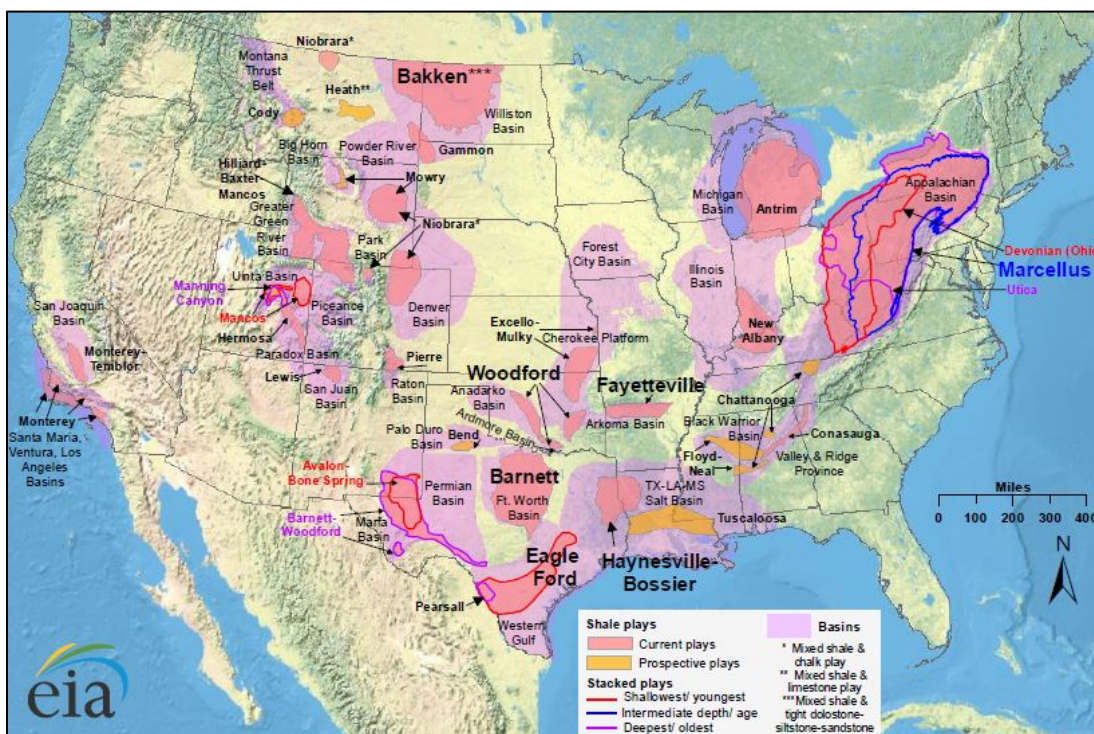 Niobrara*
Montana
Thrust
Belt
Bakken***
Heath**
Cody
Williston
Basin
Big Horn
Basin
Powder River
Basin
Gammon
Hilliard-
Baxter
Mancos
Mowry
Greater
Green
River
Basin
Park
Basin
Niobrara*
Michigan
Basin
Antrim
Appalachian
Basin
Devonian (Ohio
Marcellus
Utica
Forest
City Basin
Illinois
Basin
Uinta Basin
Manning
Canyon
Mancos
Piceance
Basin
Denver
Basin
San Joaquin
Basin
Hermosa
Paradox Basin
Excello-
Mulky
Cherokee Platform
New
Albany
Monterey-
Temblor
Lewis
San Juan
Basin
Pierre
Raton
Basin
Woodford
Anadarko
Basin
Fayetteville
Arkoma Basin
Chattanooga
Monterey
Santa Maria,
Ventura, Los
Angeles
Basins
Palo Duro
Basin
Bend
Ardmore Basin
Black Warrior
Basin
Conasauga
Floyd-
Neal
Valley & Ridge
Province
Avalon-
Bone Spring
Permian
Basin
Barnett
Ft. Worth
Basin
TX-LA-MS
Salt Basin
Tuscaloosa
Barnett-
Woodford
Marfa
Basin
Eagle
Ford
Haynesville-
Bossier
Pearsall
Western
Gulf
Miles
0 100 200 300 400
N
Shale plays
Current plays
Prospective plays
Stacked plays
Shallowest/ youngest
Intermediate depth/ age
Deepest/ oldest
Basins
* Mixed shale &
chalk play
** Mixed shale &
limestone play
***Mixed shale &
tight dolostone-
siltstone-sandstone
eia